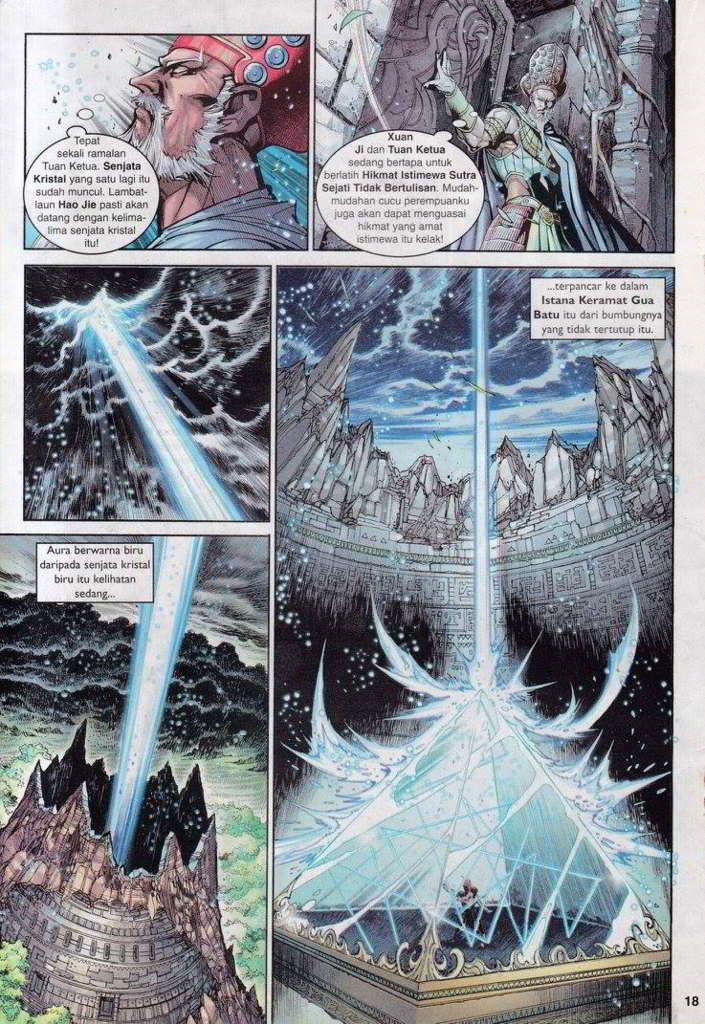 Tepat
sekali ramalan
Tuan Ketua. Senjata
Kristal yang satu lagi itu
sudah muncul. Lambat-
laun Hao Jie pasti akan
datang dengan kelima-
lima senjata kristal
itu!
Xuan
Ji dan Tuan Ketua
sedang bertapa untuk
berlatih Hikmat Istimewa Sutra
Sejati Tidak Bertulisan. Mudah-
mudahan cucu perempuanku
juga akan dapat menguasai
hikmat yang amat
istimewa itu kelak!
Aura berwarna biru
daripada senjata kristal
biru itu kelihatan
sedang...
...terpancar ke dalam
Istana Keramat Gua
Batu itu dari bumbungnya
yang tidak tertutup itu.
18